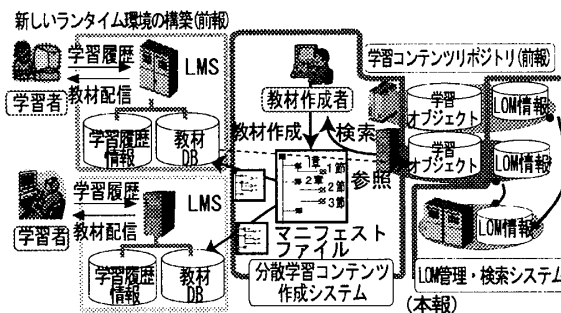 新しいランタイム環境の構築(前報)
学習履歴
LMS
教材配信
学習者
学習履歴
情報
教材
DB
学習履歴
LMS
教材配信
学習者
学習履歴
情報
教材
DB
教材作成者
教材作成
検索
1章
1節
2章
2節
3節
参照
マニフェスト
ファイル
分散学習コンテンツ
作成システム
学習コンテンツリポジトリ(前報)
学習
オブジェクト
LOM情報
学習
オブジェクト
LOM情報
LOM情報
LOM管理・検索システム
(本報)